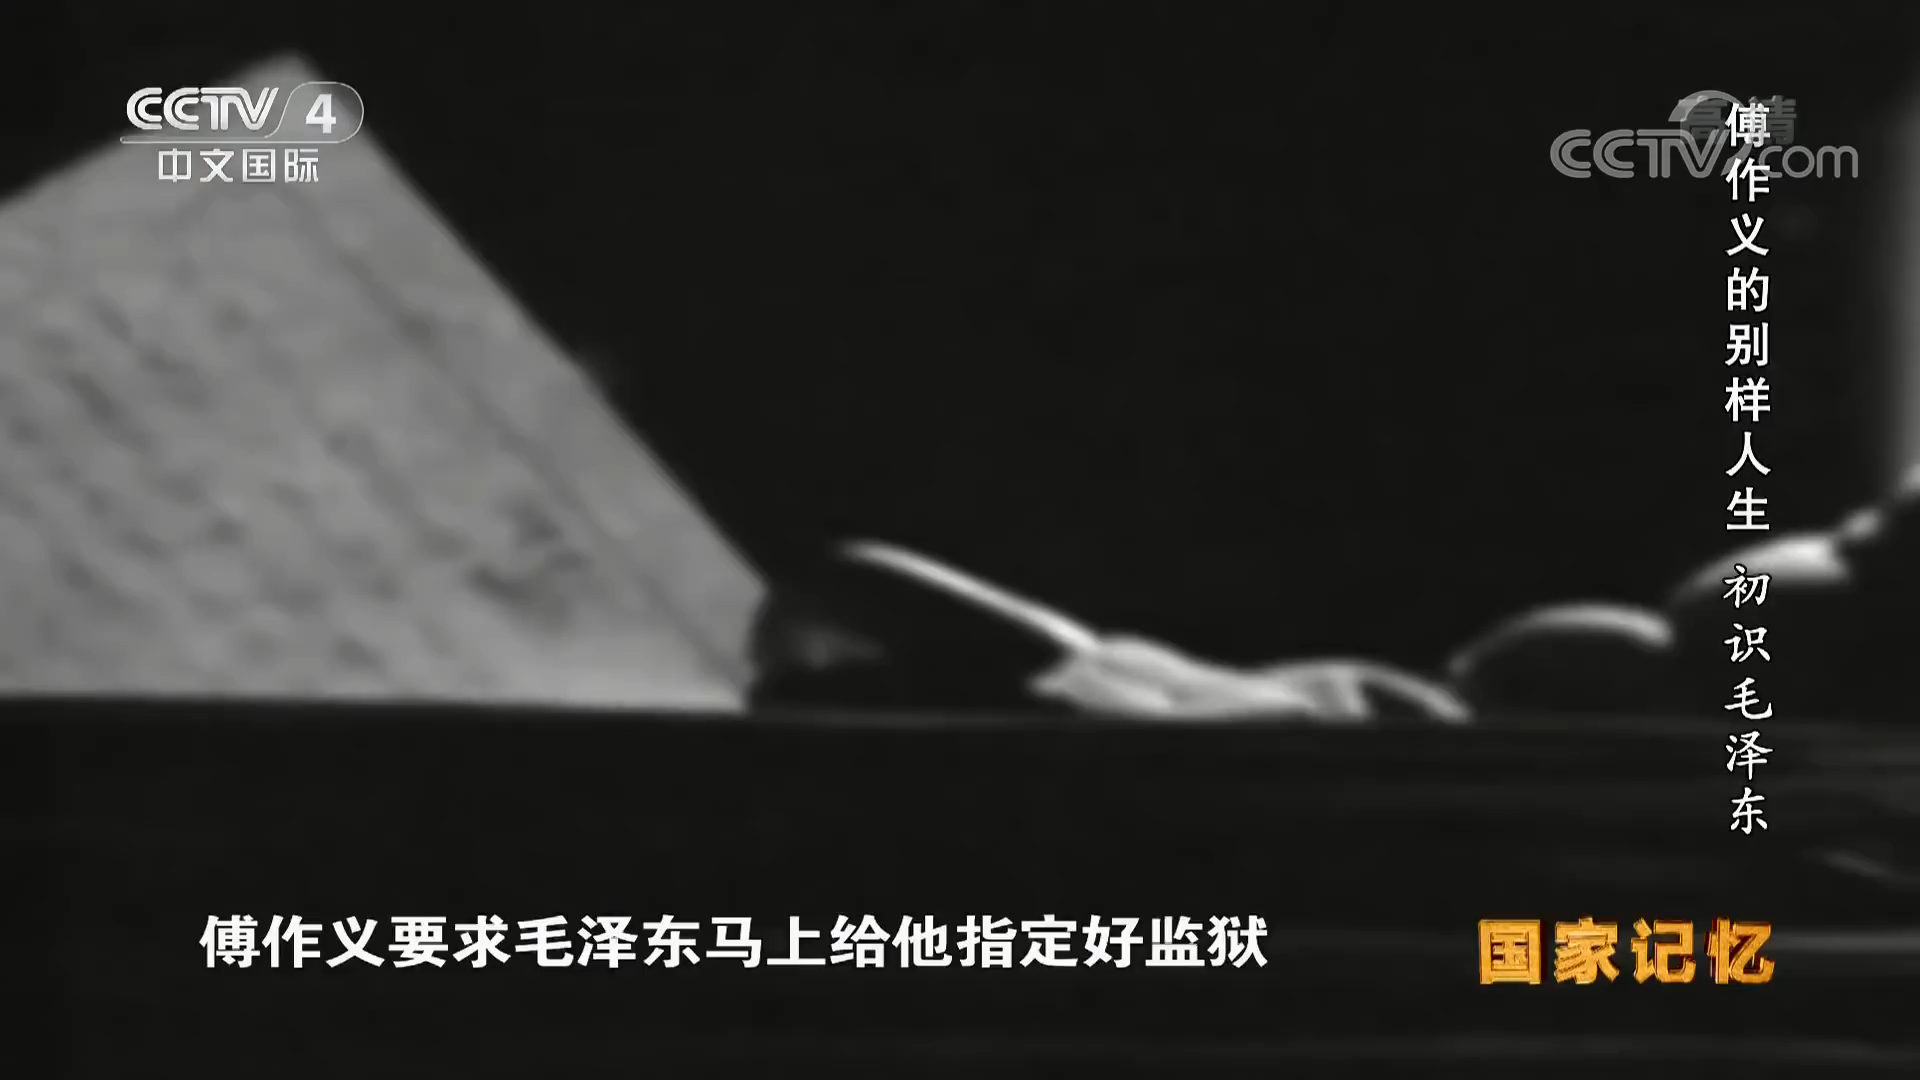 CCTV 4
中文国际
高清
CCTV.com
傅作义的别样人生 初识毛泽东
傅作义要求毛泽东马上给他指定好监狱
国家记忆